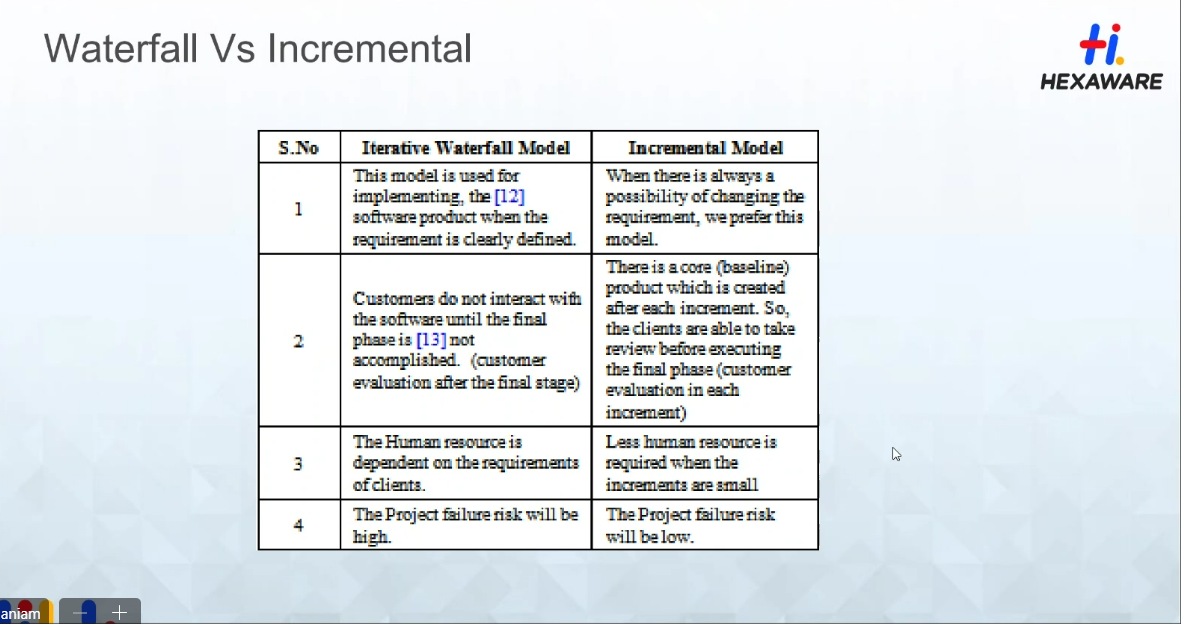 Waterfall Vs Incremental
HEXAWARE
S.No
Iterative Waterfall Model
Incremental Model
1
This model is used for
implementing, the [12]
software product when the
requirement is clearly defined.
When there is always a
possibility of changing the
requirement, we prefer this
model.
2
Customers do not interact with
the software until the final
phase is [13] not
accomplished. (customer
evaluation after the final stage)
There is a core (baseline)
product which is created
after each increment. So,
the clients are able to take
review before executing
the final phase (customer
evaluation in each
increment)
3
The Human resource is
dependent on the requirements
of clients.
Less human resource is
required when the
increments are small
4
The Project failure risk will be
high.
The Project failure risk
will be low.
aniam